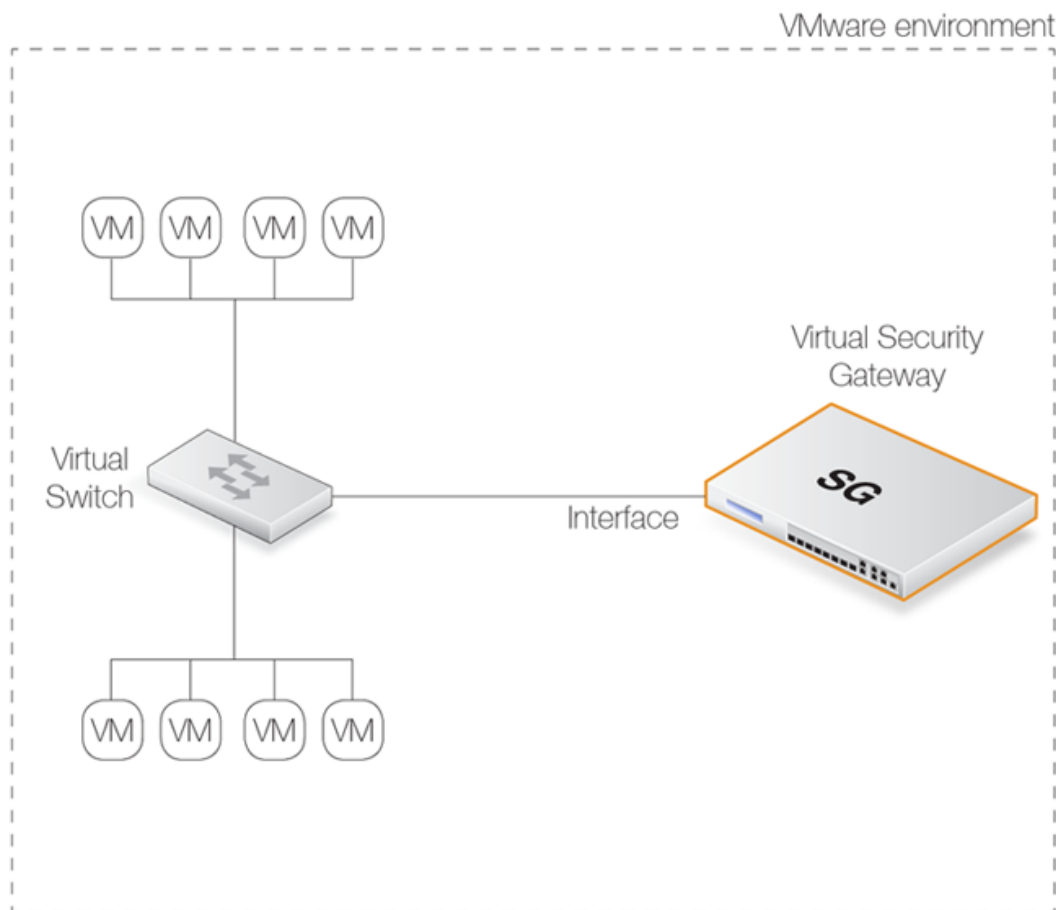 VMware environment
VM VM VM VM
Virtual Security
Gateway
SG
Virtual
Switch
Interface
VM VM VM VM